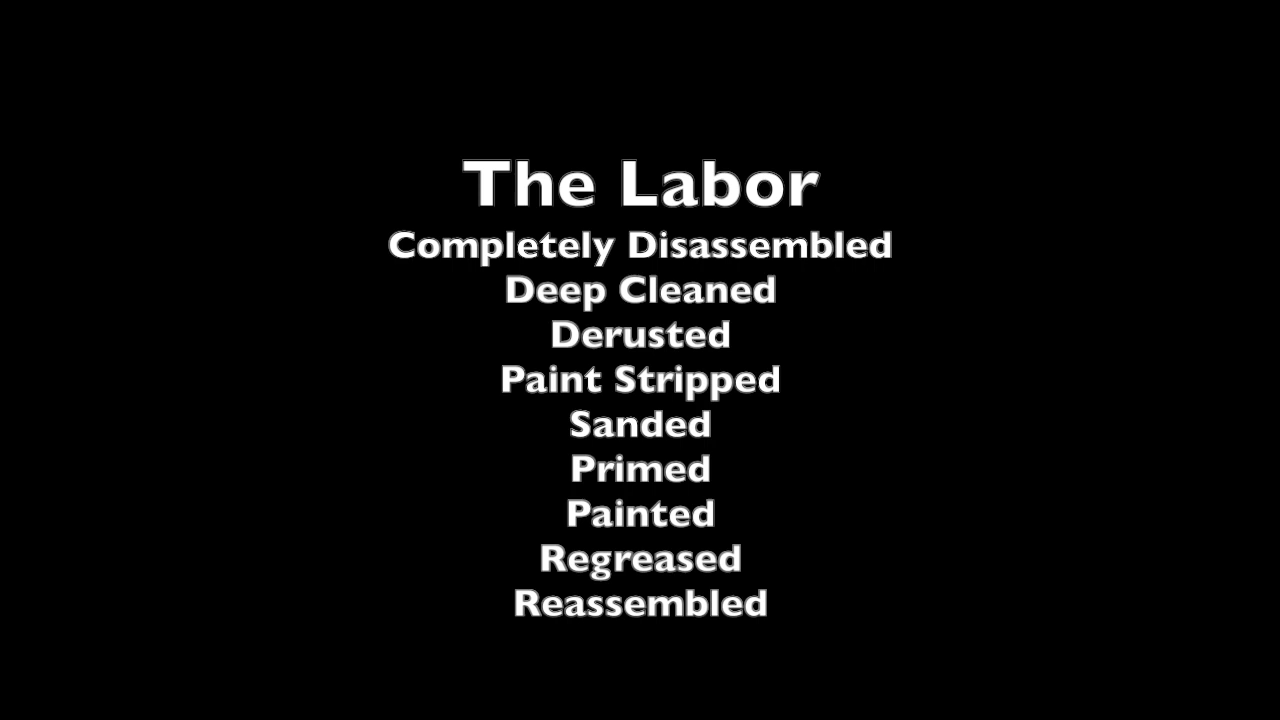 The Labor
Completely Disassembled
Deep Cleaned
Derusted
Paint Stripped
Sanded
Primed
Painted
Regreased
Reassembled